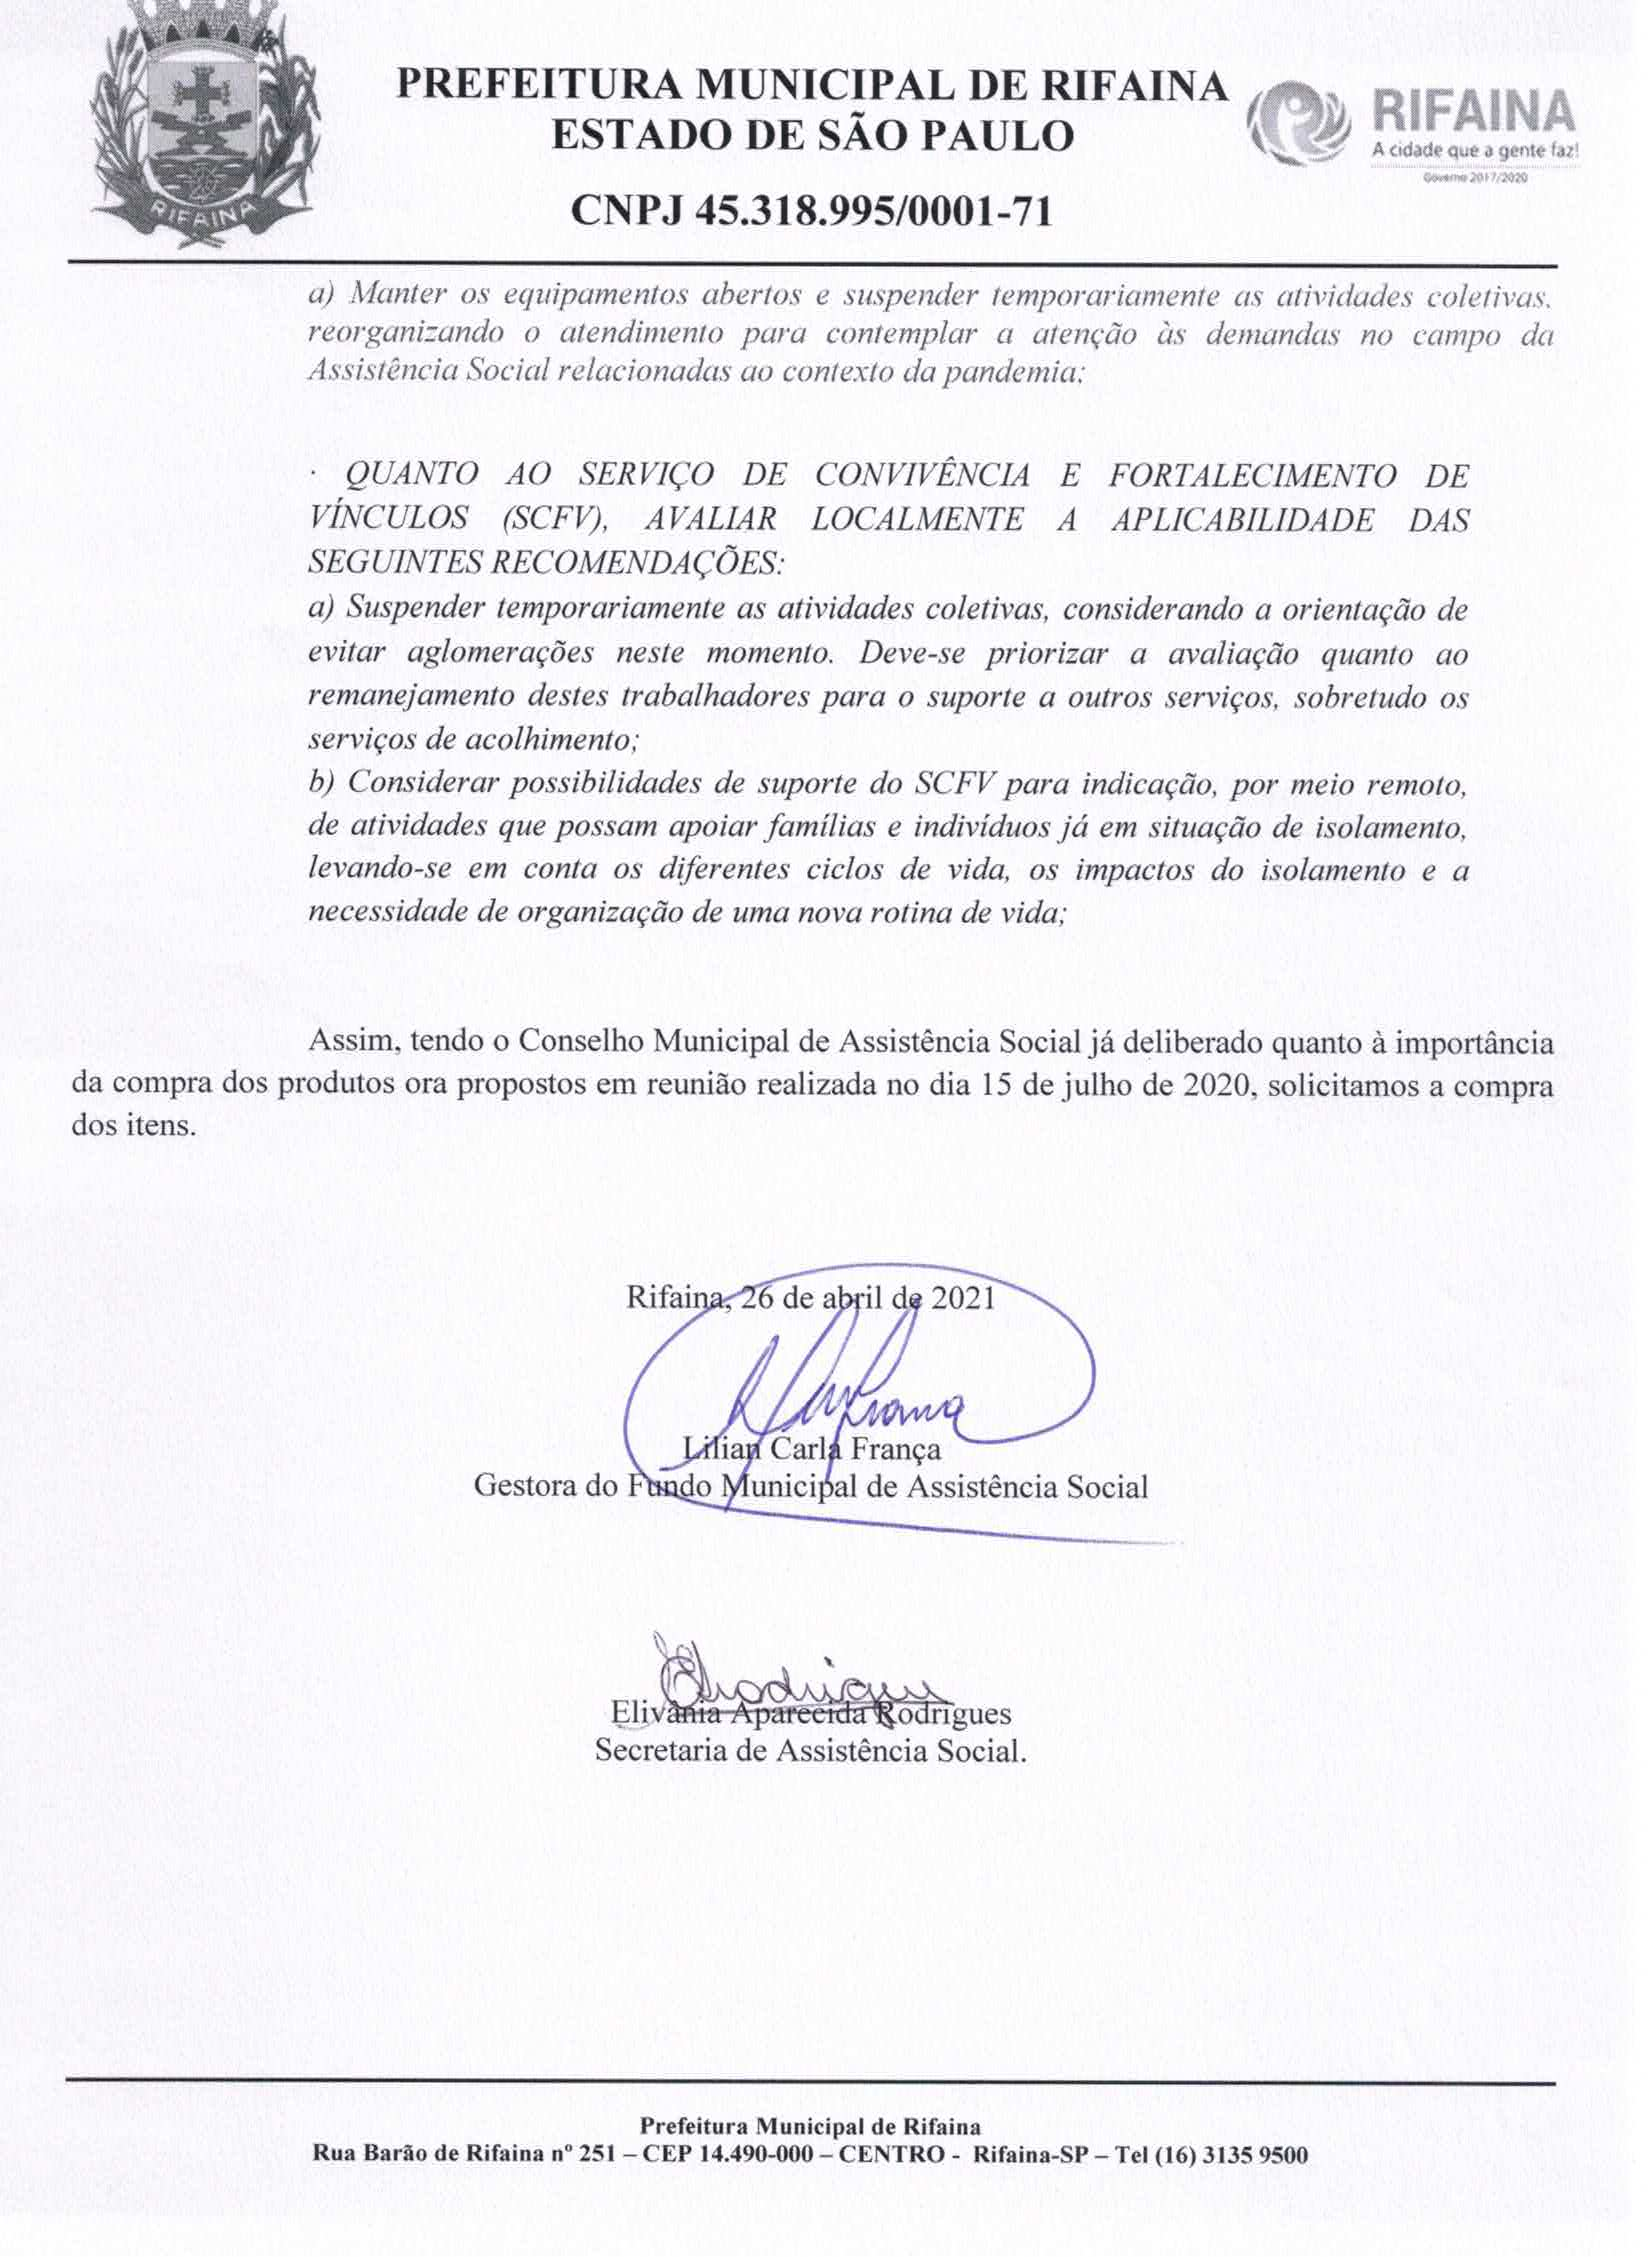 PREFEITURA MUNICIPAL DE RIFAINA
ESTADO DE SÃO PAULO
CNPJ 45.318.995/0001-71
RIFAINA
RIFAINA
A cidade que a gente faz!
Governo 2017/2020
a) Manter os equipamentos abertos e suspender temporariamente as atividades coletivas.
reorganizando o atendimento para contemplar a atenção às demandas no campo da
Assistência Social relacionadas ao contexto da pandemia;
· QUANTO AO SERVIÇO DE CONVIVÊNCIA E FORTALECIMENTO DE
VÍNCULOS (SCFV), AVALIAR LOCALMENTE A APLICABILIDADE DAS
SEGUINTES RECOMENDAÇÕES:
a) Suspender temporariamente as atividades coletivas, considerando a orientação de
evitar aglomerações neste momento. Deve-se priorizar a avaliação quanto ao
remanejamento destes trabalhadores para o suporte a outros serviços, sobretudo os
serviços de acolhimento;
b) Considerar possibilidades de suporte do SCFV para indicação, por meio remoto,
de atividades que possam apoiar famílias e indivíduos já em situação de isolamento,
levando-se em conta os diferentes ciclos de vida, os impactos do isolamento e a
necessidade de organização de uma nova rotina de vida;
Assim, tendo o Conselho Municipal de Assistência Social já deliberado quanto à importância
da compra dos produtos ora propostos em reunião realizada no dia 15 de julho de 2020, solicitamos a compra
dos itens.
Rifaina, 26 de abril de 2021
Lilian Carla França
Gestora do Fundo Municipal de Assistência Social
Elivânia Aparecida Rodrigues
Secretaria de Assistência Social.
Prefeitura Municipal de Rifaina
Rua Barão de Rifaina nº 251 – CEP 14.490-000 – CENTRO - Rifaina-SP – Tel (16) 3135 9500